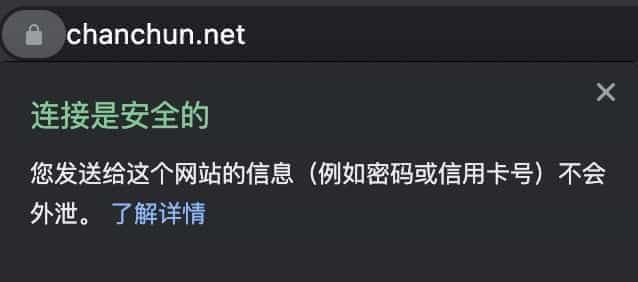 chanchun.net
连接是安全的
您发送给这个网站的信息（例如密码或信用卡号）不会
外泄。 了解详情